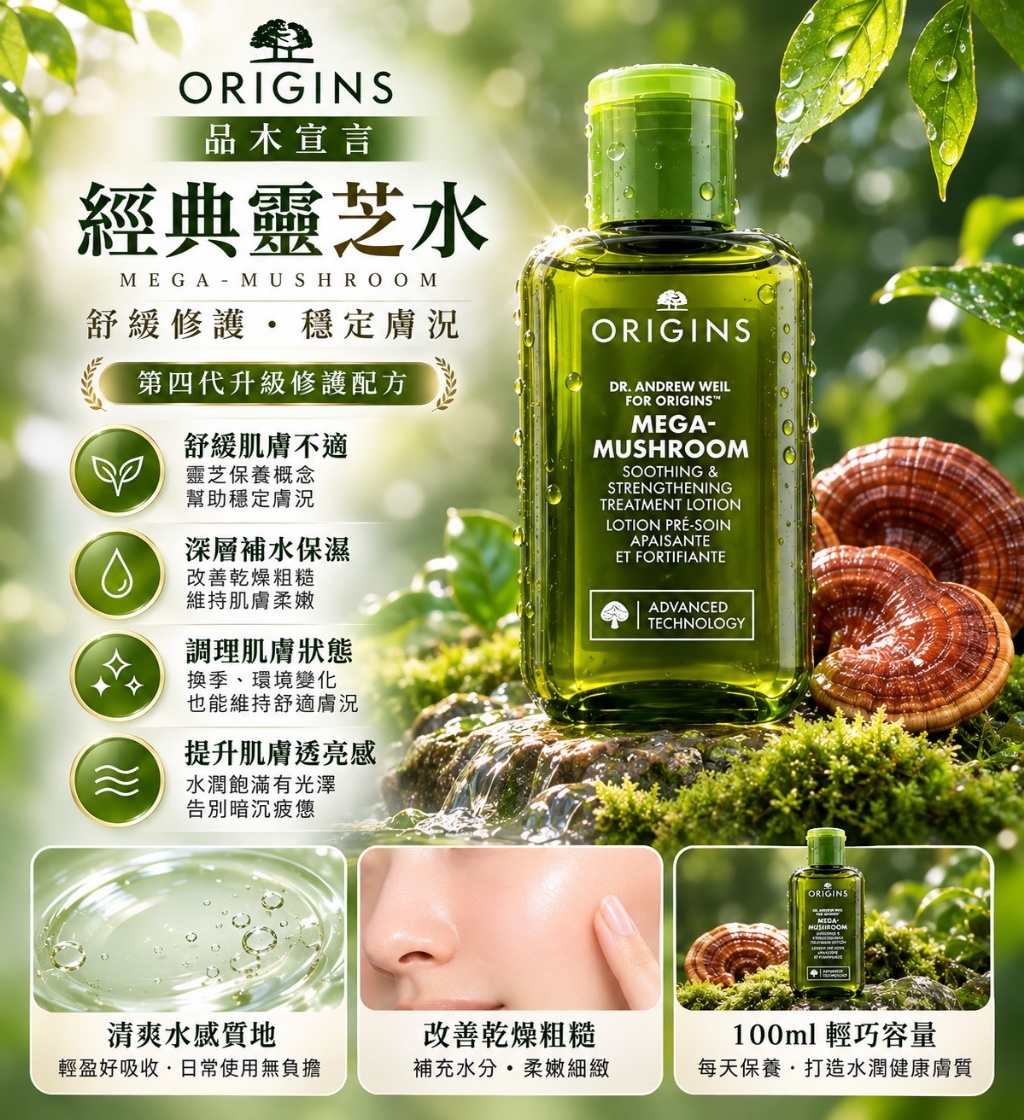 ORIGINS
品木宣言
經典靈芝水
MEGA-MUSHROOM
舒緩修護・穩定膚況
第四代升級修護配方
舒緩肌膚不適
靈芝保養概念
幫助穩定膚況
深層補水保濕
改善乾燥粗糙
維持肌膚柔嫩
調理肌膚狀態
換季、環境變化
也能維持舒適膚況
提升肌膚透亮感
水潤飽滿有光澤
告別暗沉疲憊
ORIGINS
DR. ANDREW WEIL
FOR ORIGINS™
MEGA-
MUSHROOM
SOOTHING &
STRENGTHENING
TREATMENT LOTION
LOTION PRÉ-SOIN
APAISANTE
ET FORTIFIANTE
ADVANCED
TECHNOLOGY
清爽水感質地
輕盈好吸收・日常使用無負擔
改善乾燥粗糙
補充水分・柔嫩細緻
ORIGINS
MEGA-
MUSHROOM
100ml 輕巧容量
每天保養・打造水潤健康膚質